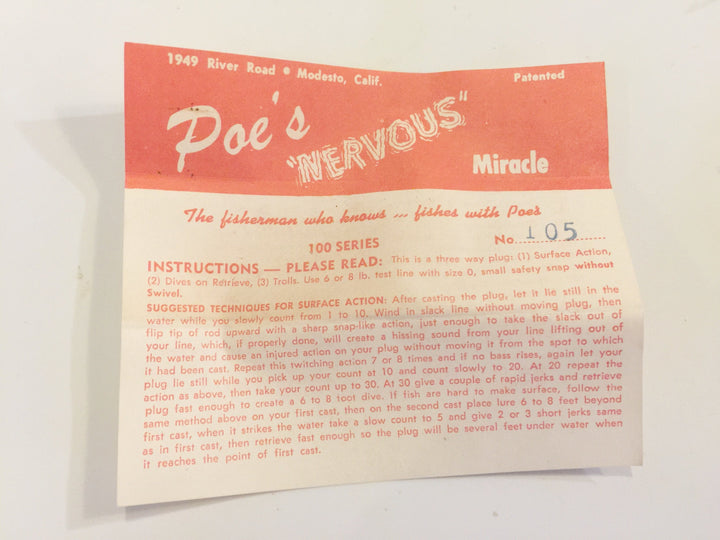 1949 River Road • Modesto, Calif. Patented
Poe's "NERVOUS" Miracle
The fisherman who knows ... fishes with Poe's
100 SERIES No. 105
INSTRUCTIONS — PLEASE READ: This is a three way plug: (1) Surface Action,
(2) Dives on Retrieve, (3) Trolls. Use 6 or 8 lb. test line with size 0, small safety snap without
Swivel.
SUGGESTED TECHNIQUES FOR SURFACE ACTION: After casting the plug, let it lie still in the
water while you slowly count from 1 to 10. Wind in slack line without moving plug, then
flip tip of rod upward with a sharp snap-like action, just enough to take the slack out of
your line, which, if properly done, will create a hissing sound from your line lifting out of
the water and cause an injured action on your plug without moving it from the spot to which
it had been cast. Repeat this twitching action 7 or 8 times and if no bass rises, again let your
plug lie still while you pick up your count at 10 and count slowly to 20. At 20 repeat the
action as above, then take your count up to 30. At 30 give a couple of rapid jerks and retrieve
plug fast enough to create a 6 to 8 foot dive. If fish are hard to make surface, follow the
same method above on your first cast, then on the second cast place lure 6 to 8 feet beyond
first cast, when it strikes the water take a slow count to 5 and give 2 or 3 short jerks same
as in first cast, then retrieve fast enough so the plug will be several feet under water when
it reaches the point of first cast.